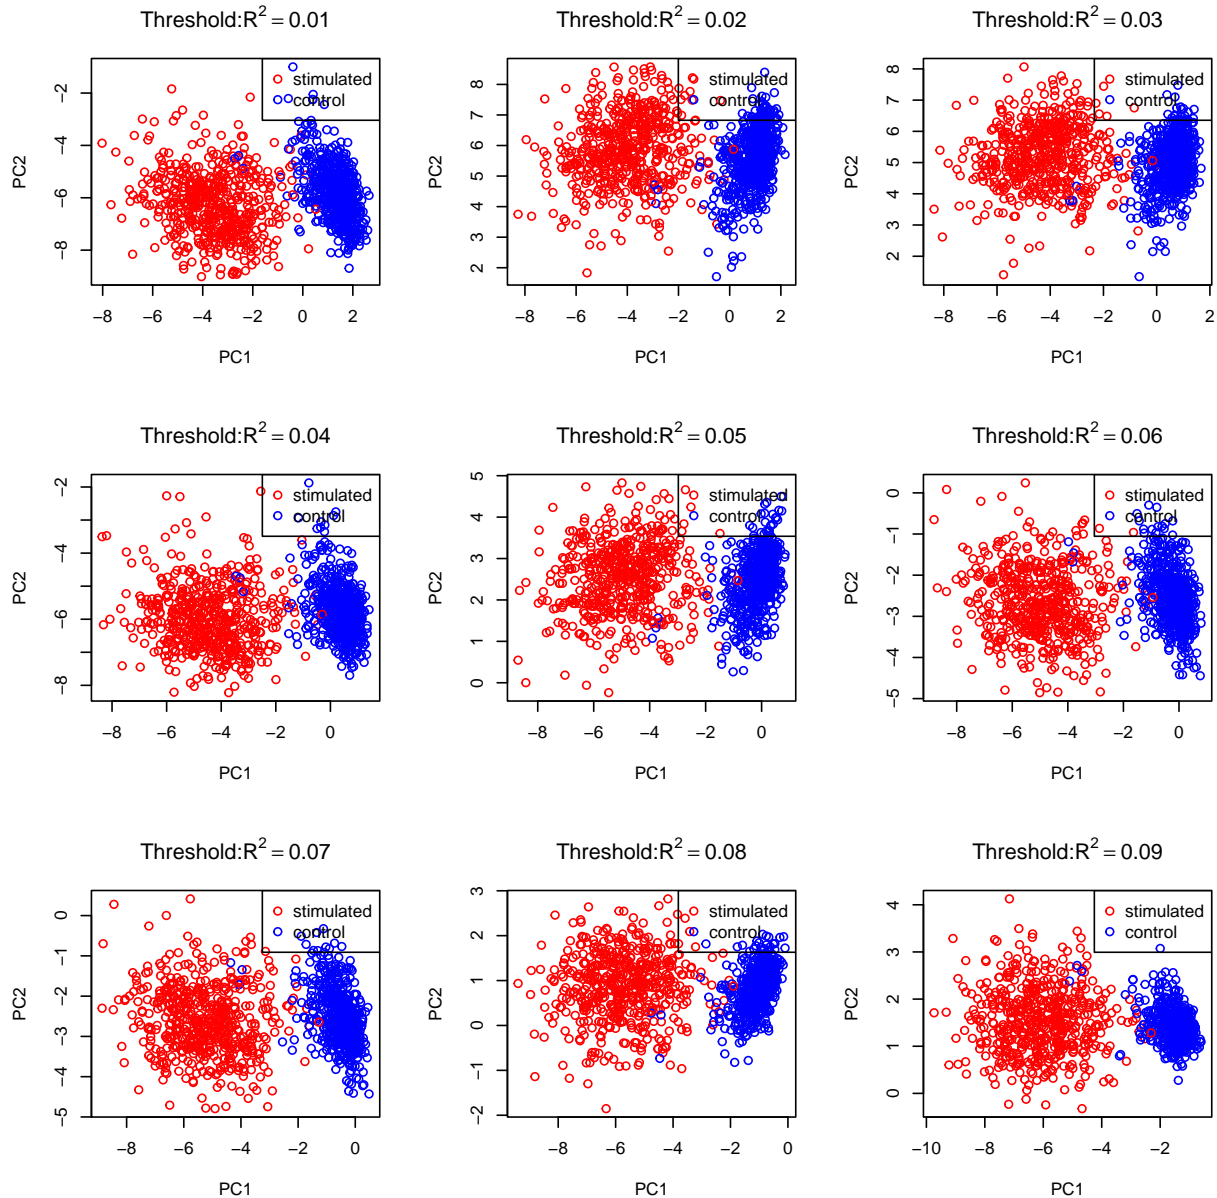 Threshold:R² = 0.01
stimulated
control
−2
−4
−6
−8
PC2
−8 −6 −4 −2 0 2
PC1
Threshold:R² = 0.02
stimulated
control
8
7
6
5
4
3
2
PC2
−8 −6 −4 −2 0 2
PC1
Threshold:R² = 0.03
stimulated
control
8
7
6
5
4
3
2
PC2
−8 −6 −4 −2 0 2
PC1
Threshold:R² = 0.04
stimulated
control
−2
−4
−6
−8
PC2
−8 −6 −4 −2 0
PC1
Threshold:R² = 0.05
stimulated
control
5
4
3
2
1
0
PC2
−8 −6 −4 −2 0
PC1
Threshold:R² = 0.06
stimulated
control
0
−1
−2
−3
−4
−5
PC2
−8 −6 −4 −2 0
PC1
Threshold:R² = 0.07
stimulated
control
0
−1
−2
−3
−4
−5
PC2
−8 −6 −4 −2 0
PC1
Threshold:R² = 0.08
stimulated
control
3
2
1
0
−1
−2
PC2
−8 −6 −4 −2 0
PC1
Threshold:R² = 0.09
stimulated
control
4
3
2
1
0
PC2
−10 −8 −6 −4 −2
PC1